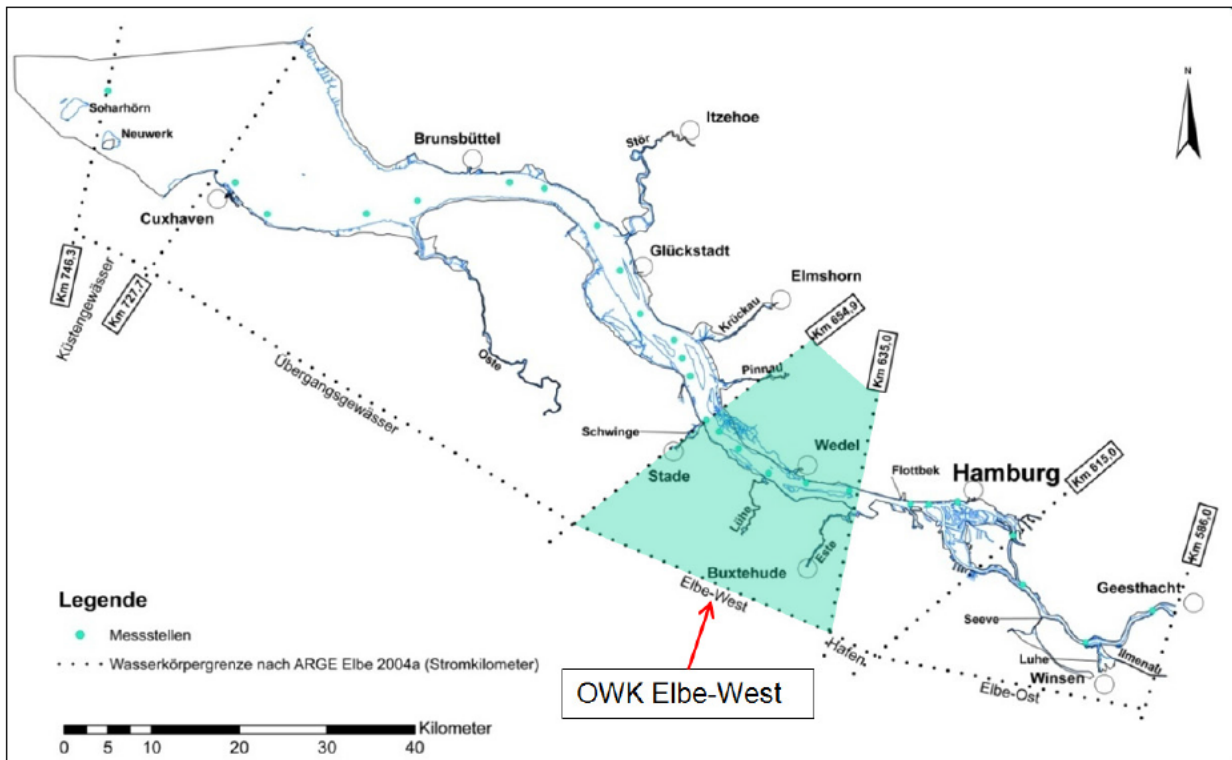 N
Scharhörn
Neuwerk
Cuxhaven
Brunsbüttel
Stör
Itzehoe
Glückstadt
Elmshorn
Krückau
Pinnau
Oste
Km 746,3
Km 727,7
Küstengewässer
Übergangsgewässer
Km 654,9
Km 635,0
Schwinge
Stade
Wedel
Lühe
Este
Buxtehude
Elbe-West
Flottbek
Hamburg
Km 615,0
Km 586,0
Geesthacht
Seeve
Luhe
Ilmenau
Winsen
Hafen
Elbe-Ost
OWK Elbe-West
Legende
Messstellen
Wasserkörpergrenze nach ARGE Elbe 2004a (Stromkilometer)
Kilometer
0 5 10 20 30 40